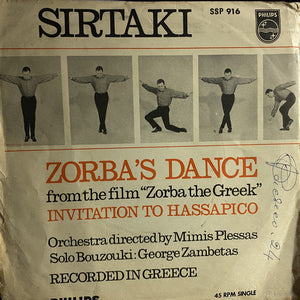 SIRTAKI
SSP 916
PHILIPS
ZORBA'S DANCE
from the film "Zorba the Greek"
INVITATION TO HASSAPICO
Orchestra directed by Mimis Plessas
Solo Bouzouki: George Zambetas
RECORDED IN GREECE
PHILIPS
45 RPM SINGLE